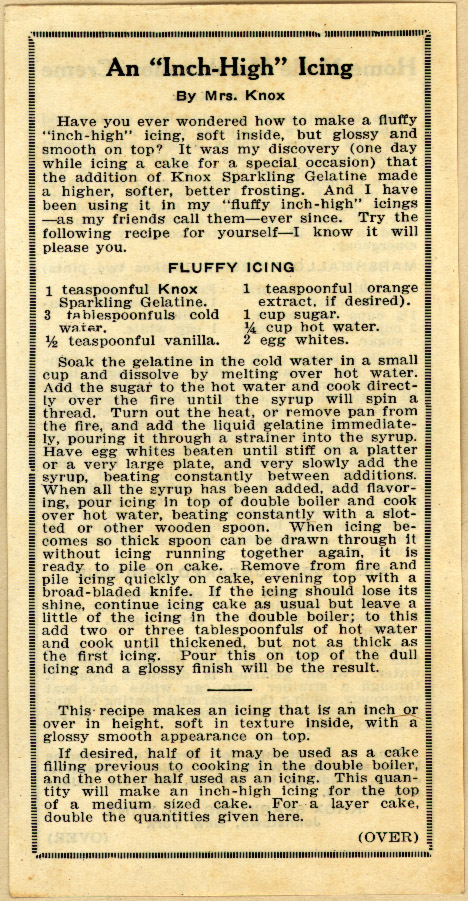 An "Inch-High" Icing
By Mrs. Knox
Have you ever wondered how to make a fluffy
"inch-high" icing, soft inside, but glossy and
smooth on top? It was my discovery (one day
while icing a cake for a special occasion) that
the addition of Knox Sparkling Gelatine made
a higher, softer, better frosting. And I have
been using it in my "fluffy inch-high" icings
—as my friends call them—ever since. Try the
following recipe for yourself—I know it will
please you.
FLUFFY ICING
1 teaspoonful Knox
Sparkling Gelatine.
3 tablespoonfuls cold
water.
½ teaspoonful vanilla.
1 teaspoonful orange
extract, if desired).
1 cup sugar.
¼ cup hot water.
2 egg whites.
Soak the gelatine in the cold water in a small
cup and dissolve by melting over hot water.
Add the sugar to the hot water and cook direct-
ly over the fire until the syrup will spin a
thread. Turn out the heat, or remove pan from
the fire, and add the liquid gelatine immediate-
ly, pouring it through a strainer into the syrup.
Have egg whites beaten until stiff on a platter
or a very large plate, and very slowly add the
syrup, beating constantly between additions.
When all the syrup has been added, add flavor-
ing, pour icing in top of double boiler and cook
over hot water, beating constantly with a slot-
ted or other wooden spoon. When icing be-
comes so thick spoon can be drawn through it
without icing running together again, it is
ready to pile on cake. Remove from fire and
pile icing quickly on cake, evening top with a
broad-bladed knife. If the icing should lose its
shine, continue icing cake as usual but leave a
little of the icing in the double boiler; to this
add two or three tablespoonfuls of hot water
and cook until thickened, but not as thick as
the first icing. Pour this on top of the dull
icing and a glossy finish will be the result.
This recipe makes an icing that is an inch or
over in height, soft in texture inside, with a
glossy smooth appearance on top.
If desired, half of it may be used as a cake
filling previous to cooking in the double boiler,
and the other half used as an icing. This quan-
tity will make an inch-high icing for the top
of a medium sized cake. For a layer cake,
double the quantities given here.
(OVER)